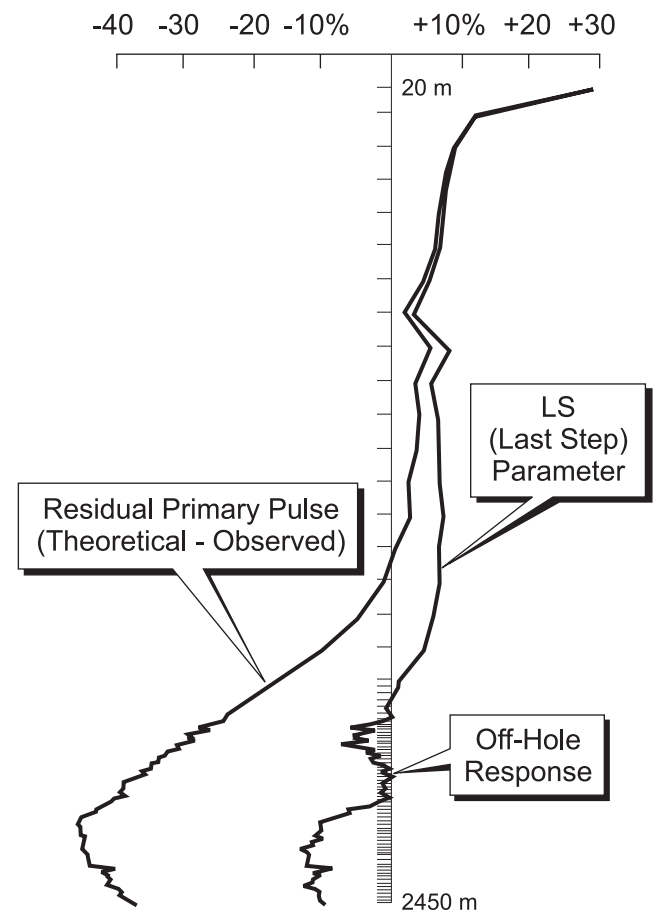 -40 -30 -20 -10% +10% +20 +30
20 m
LS
(Last Step)
Parameter
Residual Primary Pulse
(Theoretical - Observed)
Off-Hole
Response
2450 m